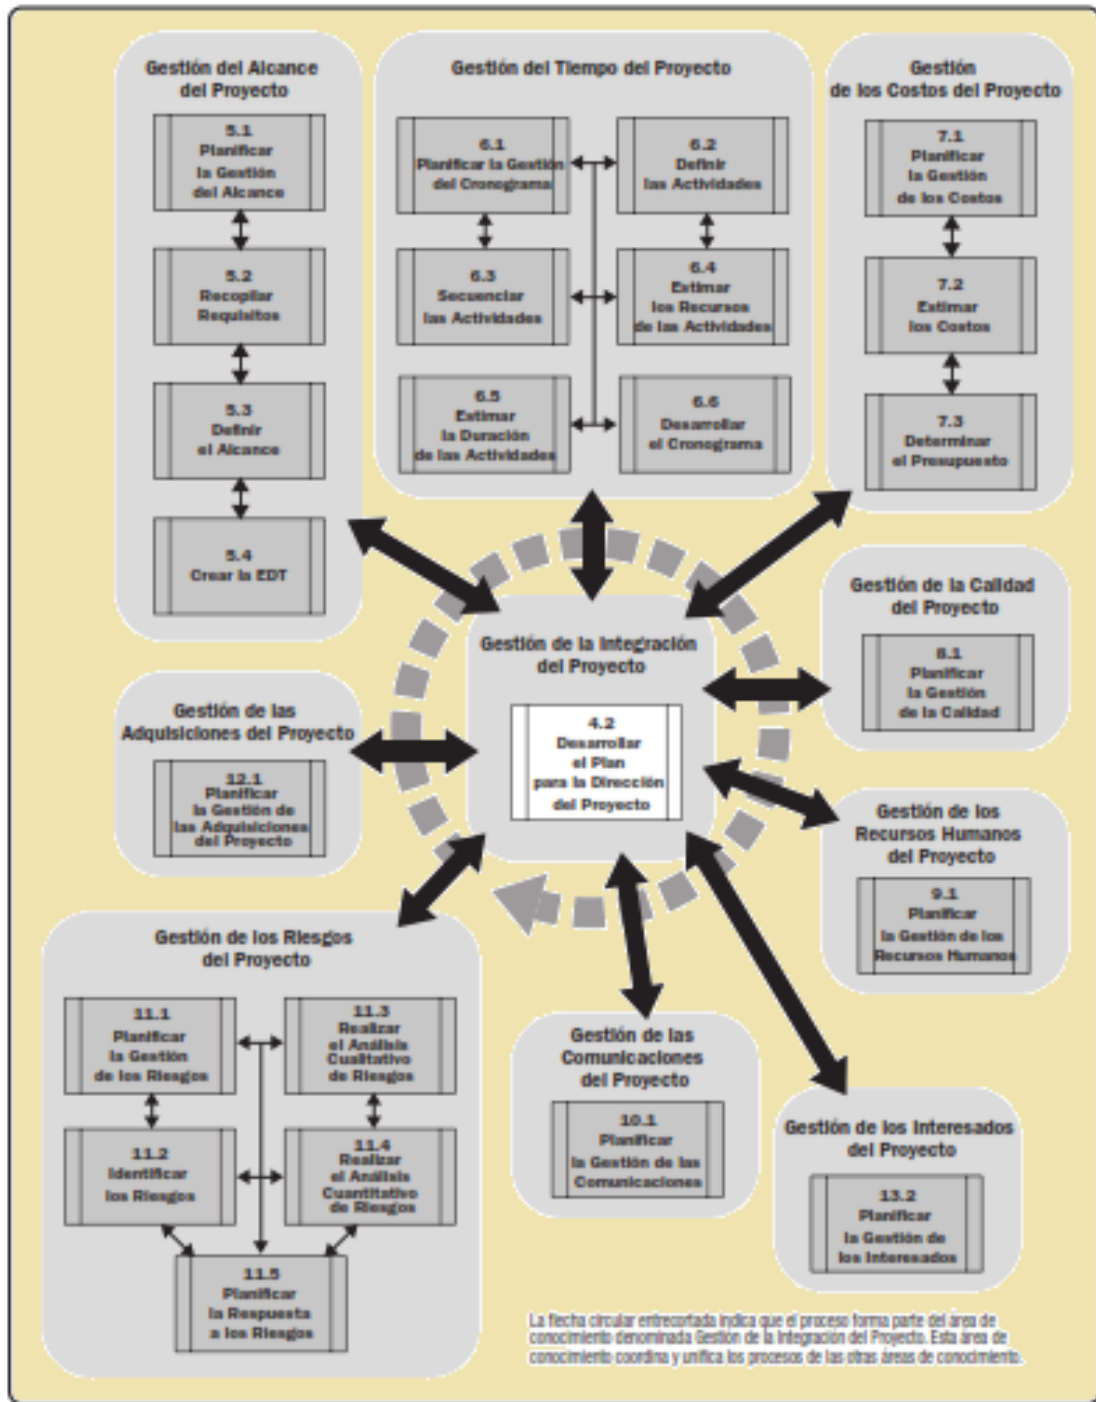 Gestión del Alcance
del Proyecto
5.1
Planificar
la Gestión
del Alcance
5.2
Recopilar
Requisitos
5.3
Definir
el Alcance
5.4
Crear la EDT
Gestión del Tiempo del Proyecto
6.1
Planificar la Gestión
del Cronograma
6.2
Definir
las Actividades
6.3
Secuenciar
las Actividades
6.4
Estimar
los Recursos
de las Actividades
6.5
Estimar
la Duración
de las Actividades
6.6
Desarrollar
el Cronograma
Gestión
de los Costos del Proyecto
7.1
Planificar
la Gestión
de los Costos
7.2
Estimar
los Costos
7.3
Determinar
el Presupuesto
Gestión de la Integración
del Proyecto
4.2
Desarrollar
el Plan
para la Dirección
del Proyecto
Gestión de la Calidad
del Proyecto
8.1
Planificar
la Gestión
de la Calidad
Gestión de las
Adquisiciones del Proyecto
12.1
Planificar
la Gestión de
las Adquisiciones
del Proyecto
Gestión de los
Recursos Humanos
del Proyecto
9.1
Planificar
la Gestión de los
Recursos Humanos
Gestión de los Riesgos
del Proyecto
11.1
Planificar
la Gestión
de los Riesgos
11.3
Realizar
el Análisis
Cualitativo
de Riesgos
11.2
Identificar
los Riesgos
11.4
Realizar
el Análisis
Cuantitativo
de Riesgos
11.5
Planificar
la Respuesta
a los Riesgos
Gestión de las
Comunicaciones
del Proyecto
10.1
Planificar
la Gestión de las
Comunicaciones
Gestión de los Interesados
del Proyecto
13.2
Planificar
la Gestión de
los Interesados
La flecha circular entrecortada indica que el proceso forma parte del área de
conocimiento denominada Gestión de la Integración del Proyecto. Esta área de
conocimiento coordina y unifica los procesos de las otras áreas de conocimiento.